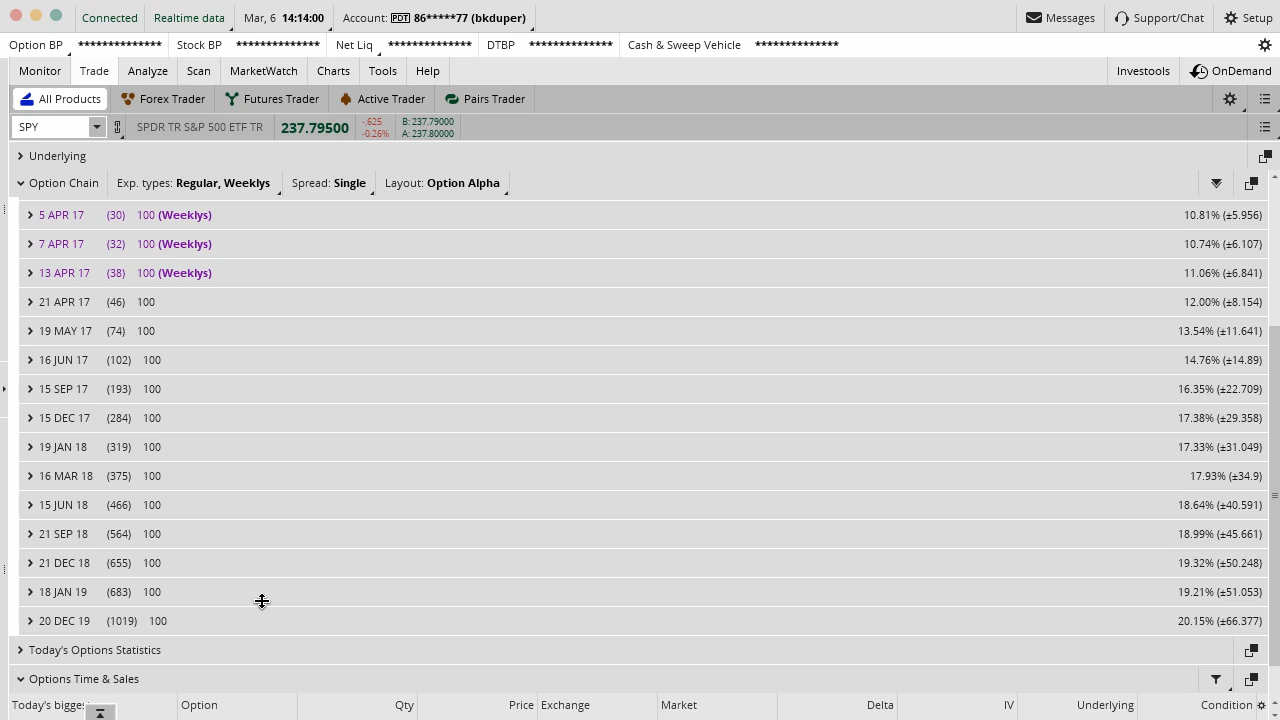 Connected Realtime data Mar, 6 14:14:00 Account: PDT 86*****77 (bkduper) Messages Support/Chat Setup
Option BP ************** Stock BP ************** Net Liq ************** DTBP ************** Cash & Sweep Vehicle **************
Monitor Trade Analyze Scan MarketWatch Charts Tools Help Investools OnDemand
All Products Forex Trader Futures Trader Active Trader Pairs Trader
SPY SPDR TR S&P 500 ETF TR 237.79500 -.625 -0.26% B: 237.79000 A: 237.80000
Underlying
Option Chain Exp. types: Regular, Weeklys Spread: Single Layout: Option Alpha
5 APR 17 (30) 100 (Weeklys) 10.81% (±5.956)
7 APR 17 (32) 100 (Weeklys) 10.74% (±6.107)
13 APR 17 (38) 100 (Weeklys) 11.06% (±6.841)
21 APR 17 (46) 100 12.00% (±8.154)
19 MAY 17 (74) 100 13.54% (±11.641)
16 JUN 17 (102) 100 14.76% (±14.89)
15 SEP 17 (193) 100 16.35% (±22.709)
15 DEC 17 (284) 100 17.38% (±29.358)
19 JAN 18 (319) 100 17.33% (±31.049)
16 MAR 18 (375) 100 17.93% (±34.9)
15 JUN 18 (466) 100 18.64% (±40.591)
21 SEP 18 (564) 100 18.99% (±45.661)
21 DEC 18 (655) 100 19.32% (±50.248)
18 JAN 19 (683) 100 19.21% (±51.053)
20 DEC 19 (1019) 100 20.15% (±66.377)
Today's Options Statistics
Options Time & Sales
Today's Option Qty Price Exchange Market Delta IV Underlying Condition